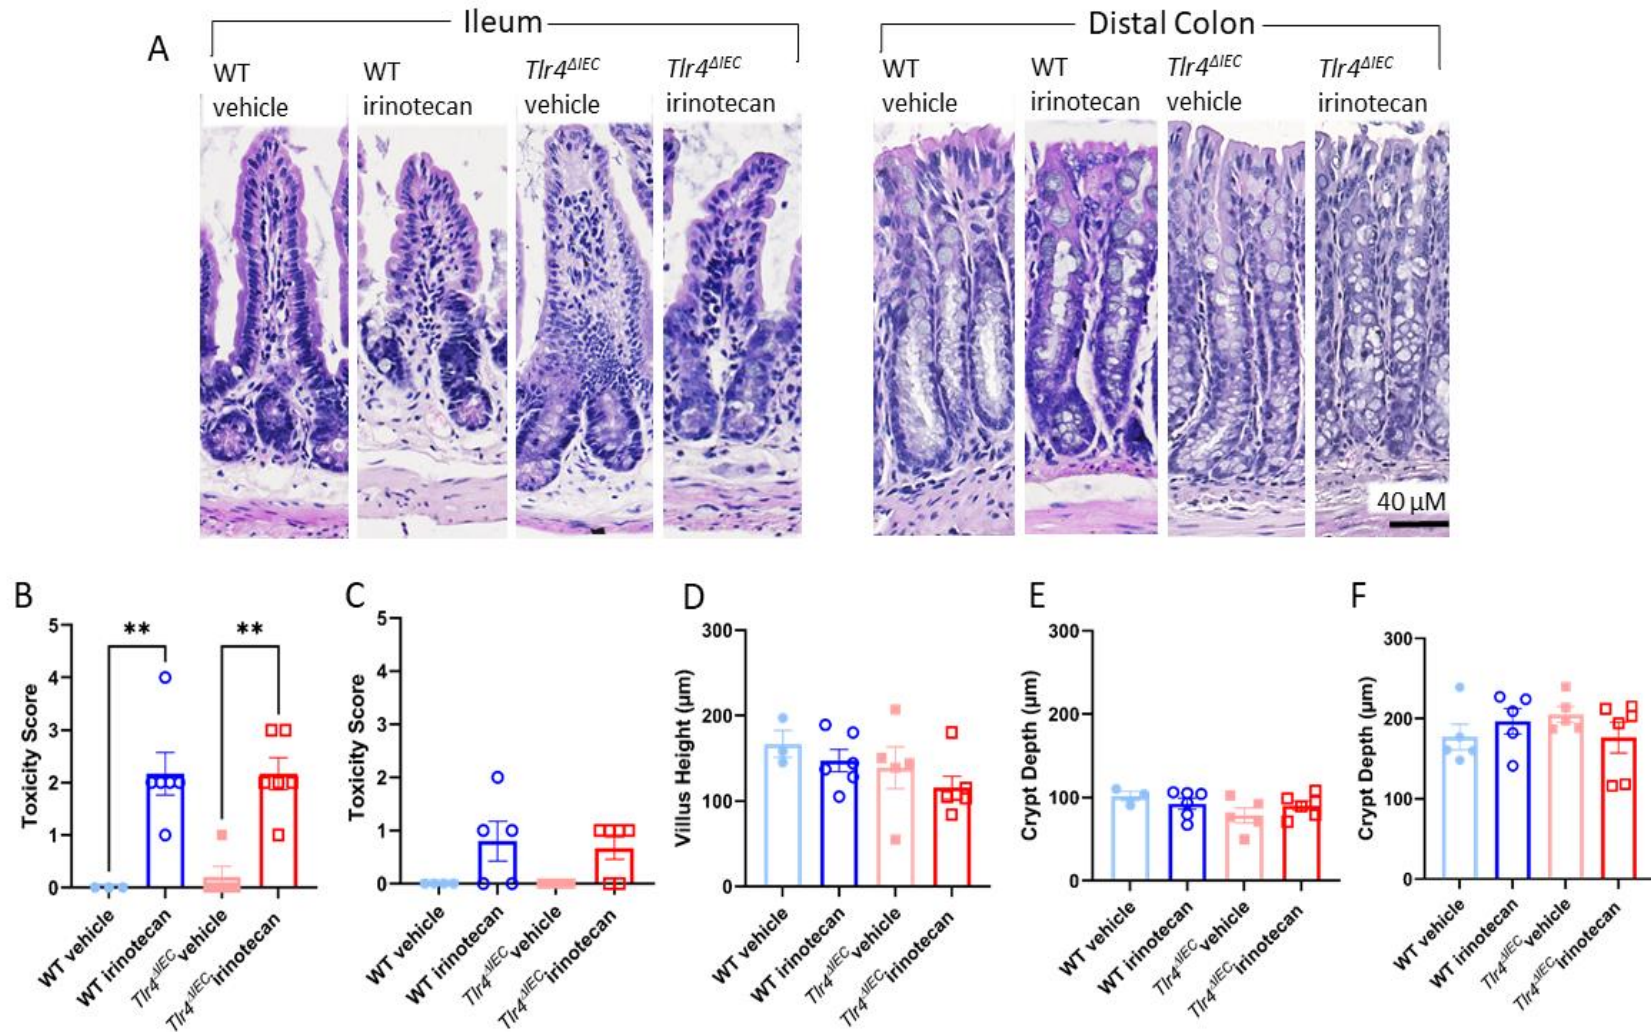 Ileum
Distal Colon
A
WT
vehicle
WT
irinotecan
Tlr4ΔIEC
vehicle
Tlr4ΔIEC
irinotecan
WT
vehicle
WT
irinotecan
Tlr4ΔIEC
vehicle
Tlr4ΔIEC
irinotecan
40 µM
B
Toxicity Score
5
4
3
2
1
0
**
**
WT vehicle
WT irinotecan
Tlr4ΔIEC vehicle
Tlr4ΔIEC irinotecan
C
Toxicity Score
5
4
3
2
1
0
WT vehicle
WT irinotecan
Tlr4ΔIEC vehicle
Tlr4ΔIEC irinotecan
D
Villus Height (µm)
300
200
100
0
WT vehicle
WT irinotecan
Tlr4ΔIEC vehicle
Tlr4ΔIEC irinotecan
E
Crypt Depth (µm)
300
200
100
0
WT vehicle
WT irinotecan
Tlr4ΔIEC vehicle
Tlr4ΔIEC irinotecan
F
Crypt Depth (µm)
300
200
100
0
WT vehicle
WT irinotecan
Tlr4ΔIEC vehicle
Tlr4ΔIEC irinotecan